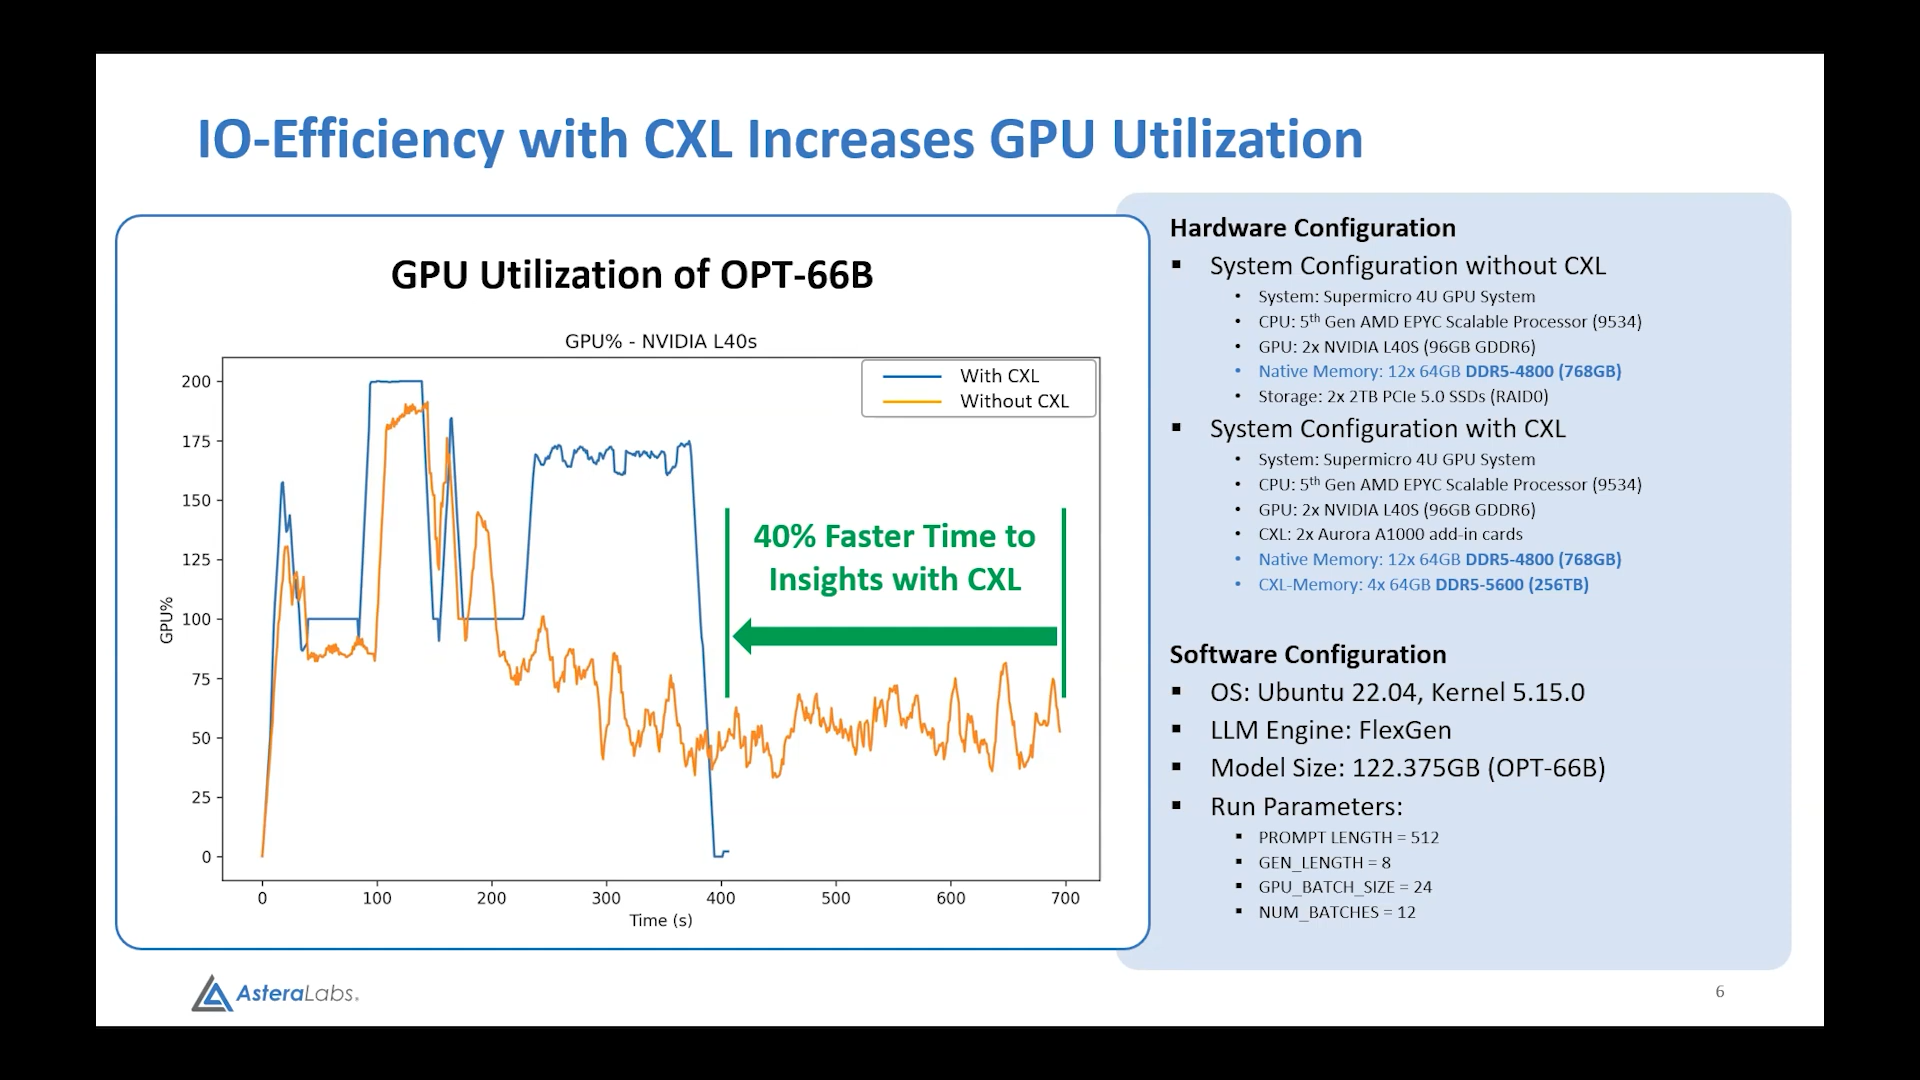 IO-Efficiency with CXL Increases GPU Utilization
GPU Utilization of OPT-66B
GPU% - NVIDIA L40s
With CXL
Without CXL
200
175
150
125
100
75
50
25
0
GPU%
0 100 200 300 400 500 600 700
Time (s)
40% Faster Time to
Insights with CXL
Hardware Configuration
▪ System Configuration without CXL
• System: Supermicro 4U GPU System
• CPU: 5th Gen AMD EPYC Scalable Processor (9534)
• GPU: 2x NVIDIA L40S (96GB GDDR6)
• Native Memory: 12x 64GB DDR5-4800 (768GB)
• Storage: 2x 2TB PCIe 5.0 SSDs (RAID0)
▪ System Configuration with CXL
• System: Supermicro 4U GPU System
• CPU: 5th Gen AMD EPYC Scalable Processor (9534)
• GPU: 2x NVIDIA L40S (96GB GDDR6)
• CXL: 2x Aurora A1000 add-in cards
• Native Memory: 12x 64GB DDR5-4800 (768GB)
• CXL-Memory: 4x 64GB DDR5-5600 (256TB)
Software Configuration
▪ OS: Ubuntu 22.04, Kernel 5.15.0
▪ LLM Engine: FlexGen
▪ Model Size: 122.375GB (OPT-66B)
▪ Run Parameters:
▪ PROMPT LENGTH = 512
▪ GEN_LENGTH = 8
▪ GPU_BATCH_SIZE = 24
▪ NUM_BATCHES = 12
AsteraLabs.
6